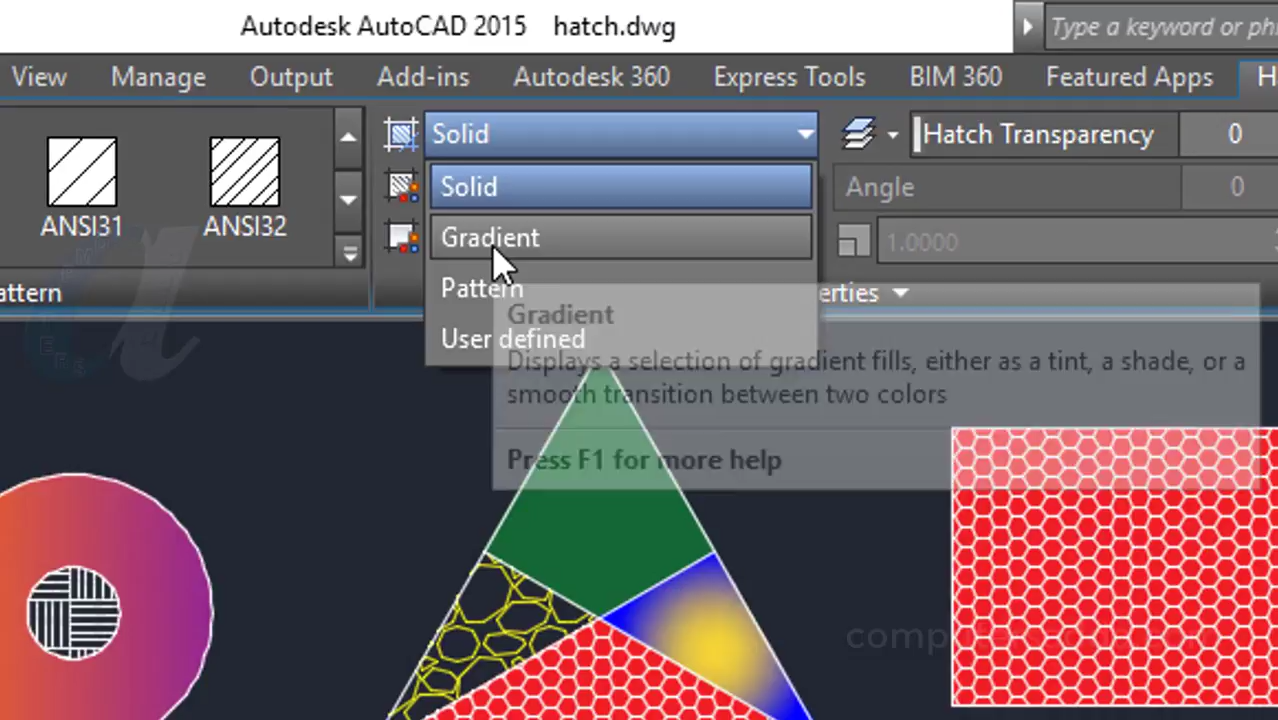 Autodesk AutoCAD 2015 hatch.dwg
Type a keyword or
View Manage Output Add-ins Autodesk 360 Express Tools BIM 360 Featured Apps H
Solid
Hatch Transparency 0
Solid
Angle 0
ANSI31 ANSI32
Gradient
1.0000
Pattern
attern
erties
Gradient
User defined
Displays a selection of gradient fills, either as a tint, a shade, or a
smooth transition between two colors
Press F1 for more help